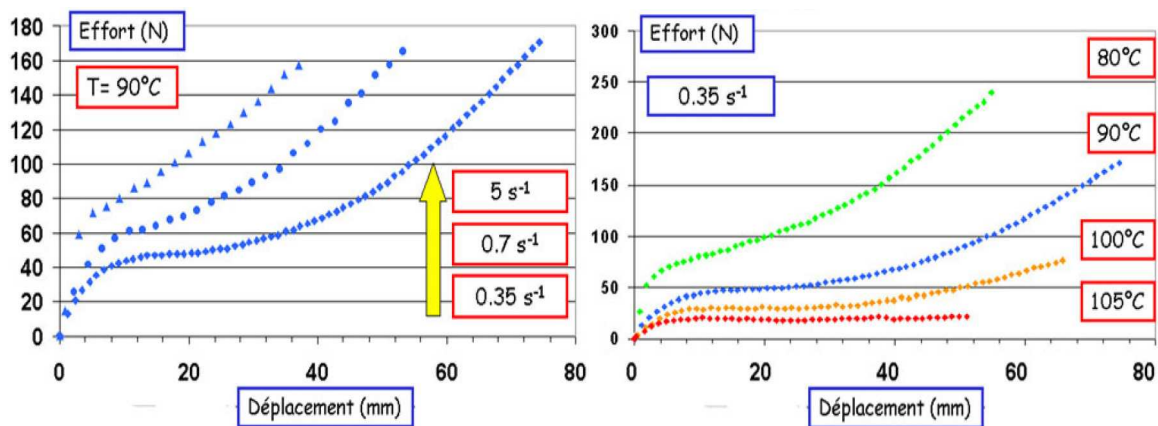 Effort (N)
T= 90°C
180
160
140
120
100
80
60
40
20
0
5 s-1
0.7 s-1
0.35 s-1
0 20 40 60 80
Déplacement (mm)
Effort (N)
0.35 s-1
300
250
200
150
100
50
0
80°C
90°C
100°C
105°C
0 20 40 60 80
Déplacement (mm)